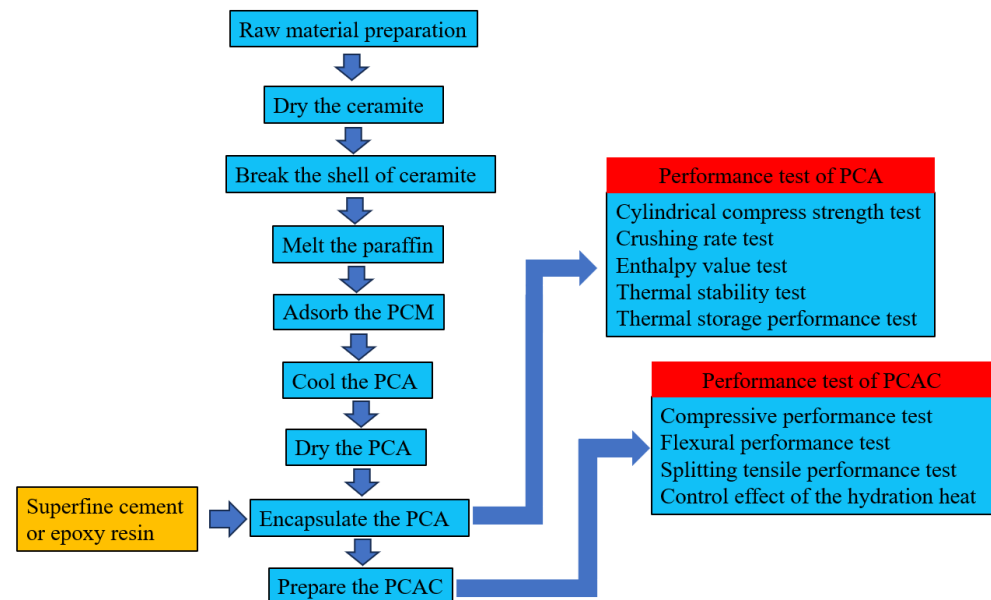 Raw material preparation
Dry the ceramite
Break the shell of ceramite
Melt the paraffin
Adsorb the PCM
Cool the PCA
Dry the PCA
Superfine cement
or epoxy resin
Encapsulate the PCA
Prepare the PCAC
Performance test of PCA
Cylindrical compress strength test
Crushing rate test
Enthalpy value test
Thermal stability test
Thermal storage performance test
Performance test of PCAC
Compressive performance test
Flexural performance test
Splitting tensile performance test
Control effect of the hydration heat